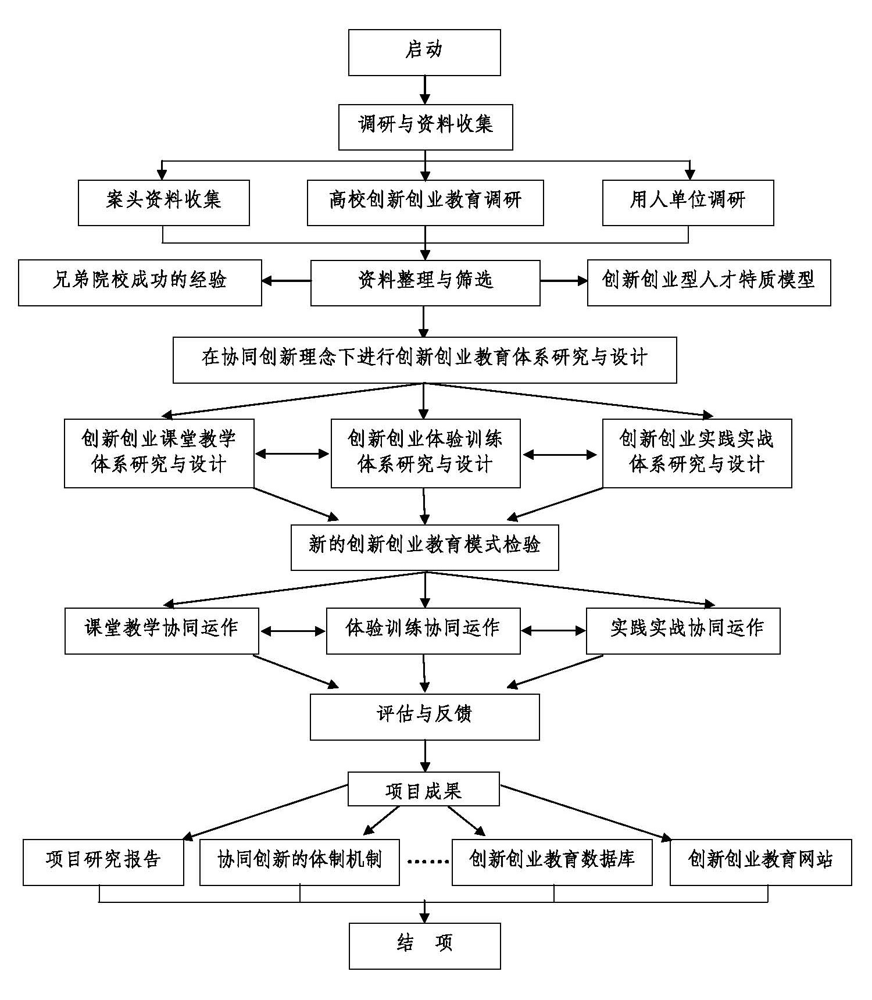 启动
调研与资料收集
案头资料收集
高校创新创业教育调研
用人单位调研
兄弟院校成功的经验
资料整理与筛选
创新创业型人才特质模型
在协同创新理念下进行创新创业教育体系研究与设计
创新创业课堂教学
体系研究与设计
创新创业体验训练
体系研究与设计
创新创业实践实战
体系研究与设计
新的创新创业教育模式检验
课堂教学协同运作
体验训练协同运作
实践实战协同运作
评估与反馈
项目成果
项目研究报告
协同创新的体制机制
······
创新创业教育数据库
创新创业教育网站
结 项